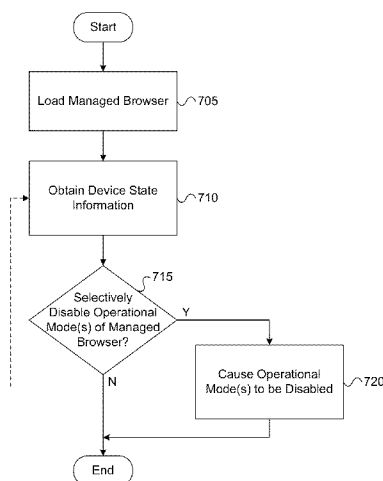 Start
Load Managed Browser
705
Obtain Device State
Information
710
715
Selectively
Disable Operational
Mode(s) of Managed
Browser?
Y
N
Cause Operational
Mode(s) to be Disabled
720
End